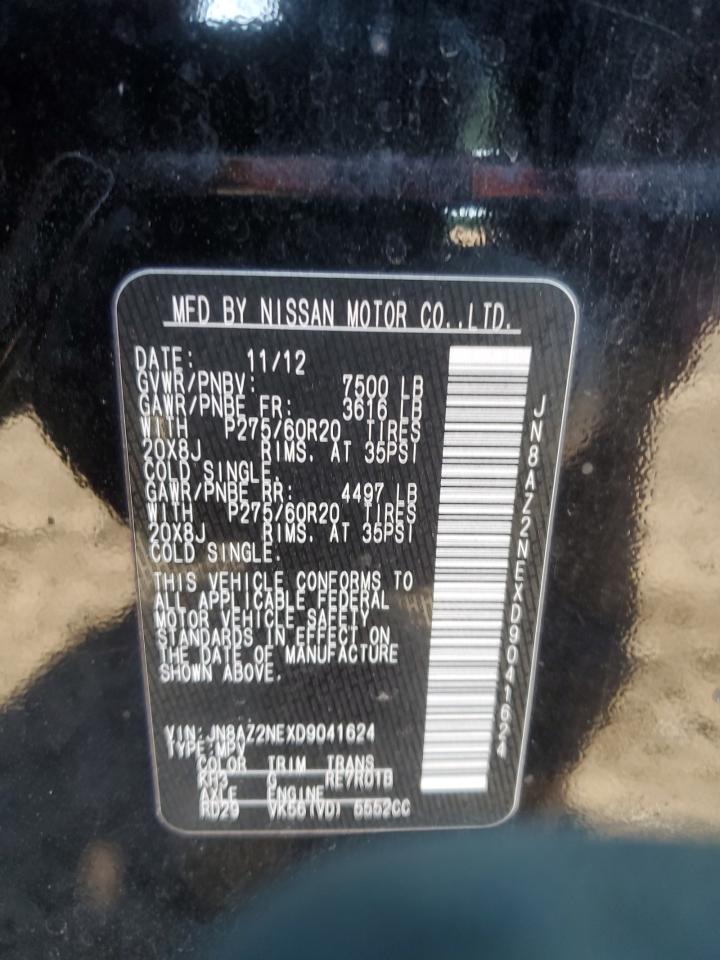 MFD BY NISSAN MOTOR CO.,LTD.
DATE: 11/12
GVWR/PNBV: 7500 LB
GAWR/PNBE FR: 3616 LB
WITH P275/60R20 TIRES
20X8J RIMS. AT 35PSI
COLD SINGLE.
GAWR/PNBE RR: 4497 LB
WITH P275/60R20 TIRES
20X8J RIMS. AT 35PSI
COLD SINGLE.
THIS VEHICLE CONFORMS TO
ALL APPLICABLE FEDERAL
MOTOR VEHICLE SAFETY
STANDARDS IN EFFECT ON
THE DATE OF MANUFACTURE
SHOWN ABOVE.
VIN:JN8AZ2NEXD9041624
TYPE:MPV
COLOR TRIM TRANS
KH3 G RE7R01B
AXLE ENGINE
RD29 VK56(VD) 5552CC
JN8AZ2NEXD9041624